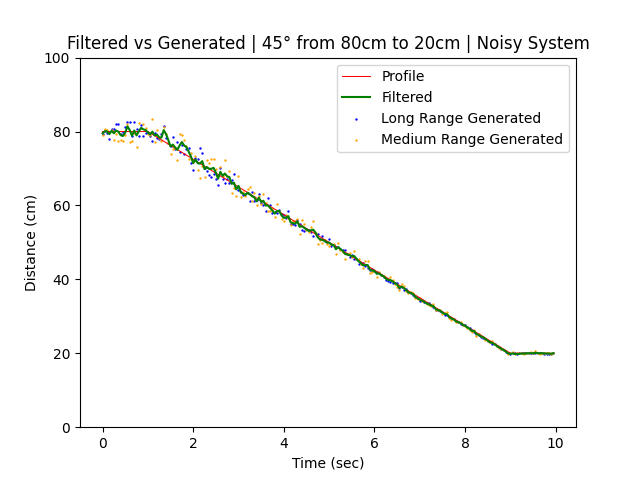 Filtered vs Generated | 45° from 80cm to 20cm | Noisy System
Profile
Filtered
Long Range Generated
Medium Range Generated
100
80
60
40
20
0
Distance (cm)
0 2 4 6 8 10
Time (sec)